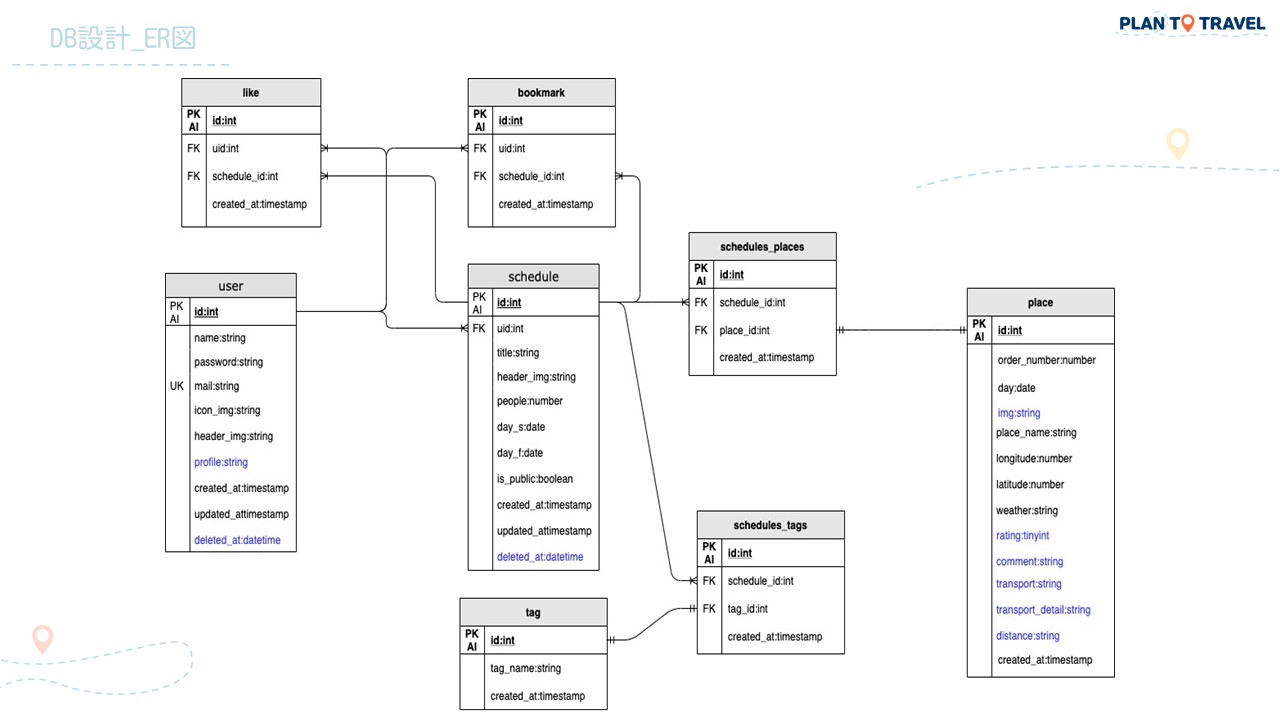 DB設計_ER図
PLAN TO TRAVEL
like
PK
AI
id:int
FK
uid:int
FK
schedule_id:int
created_at:timestamp
bookmark
PK
AI
id:int
FK
uid:int
FK
schedule_id:int
created_at:timestamp
user
PK
AI
id:int
name:string
password:string
UK
mail:string
icon_img:string
header_img:string
profile:string
created_at:timestamp
updated_attimestamp
deleted_at:datetime
schedule
PK
AI
id:int
FK
uid:int
title:string
header_img:string
people:number
day_s:date
day_f:date
is_public:boolean
created_at:timestamp
updated_attimestamp
deleted_at:datetime
schedules_places
PK
AI
id:int
FK
schedule_id:int
FK
place_id:int
created_at:timestamp
place
PK
AI
id:int
order_number:number
day:date
img:string
place_name:string
longitude:number
latitude:number
weather:string
rating:tinyint
comment:string
transport:string
transport_detail:string
distance:string
created_at:timestamp
schedules_tags
PK
AI
id:int
FK
schedule_id:int
FK
tag_id:int
created_at:timestamp
tag
PK
AI
id:int
tag_name:string
created_at:timestamp